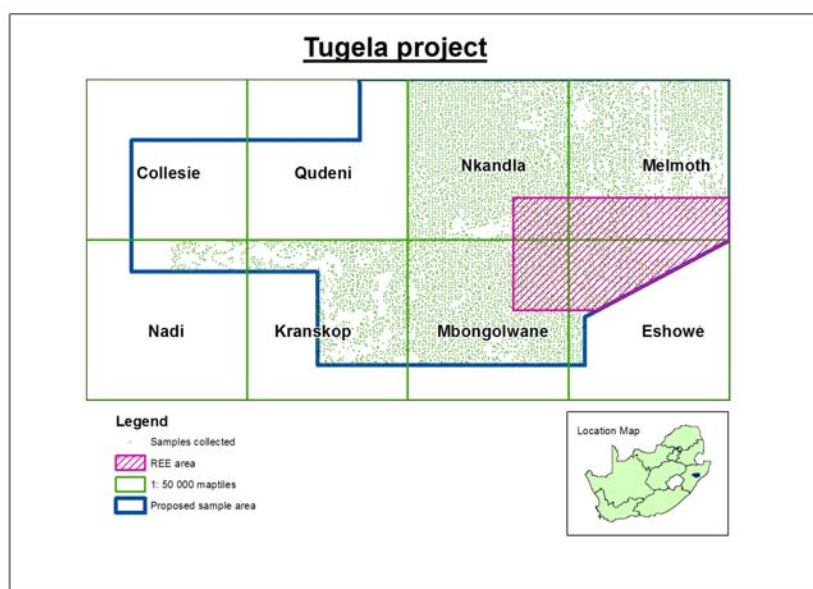 Tugela project
Collesie
Qudeni
Nkandla
Melmoth
Nadi
Kranskop
Mbongolwane
Eshowe
Legend
Samples collected
REE area
1: 50 000 maptiles
Proposed sample area
Location Map